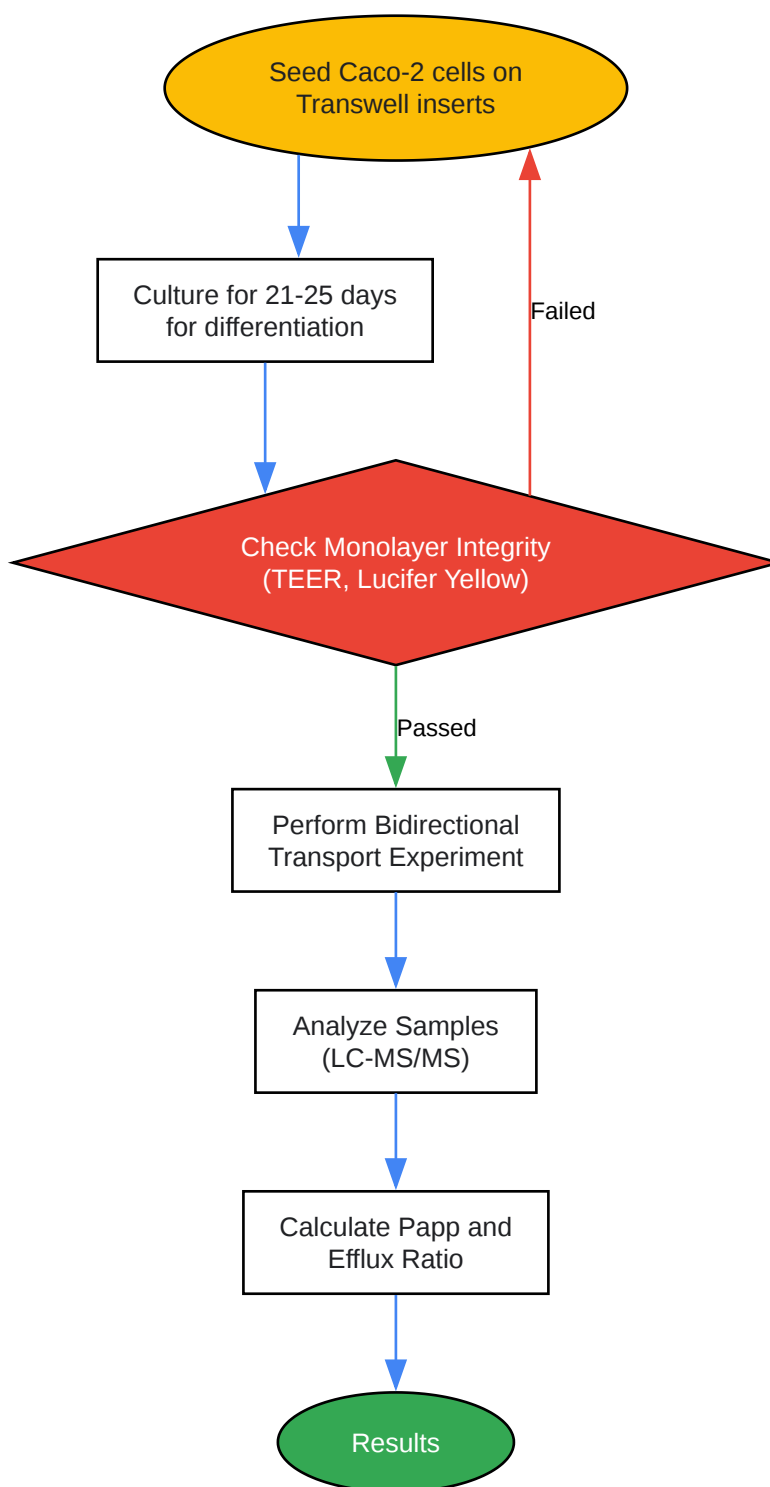 Seed Caco-2 cells on
Transwell inserts
Culture for 21-25 days
for differentiation
Failed
Check Monolayer Integrity
(TEER, Lucifer Yellow)
Passed
Perform Bidirectional
Transport Experiment
Analyze Samples
(LC-MS/MS)
Calculate Papp and
Efflux Ratio
Results